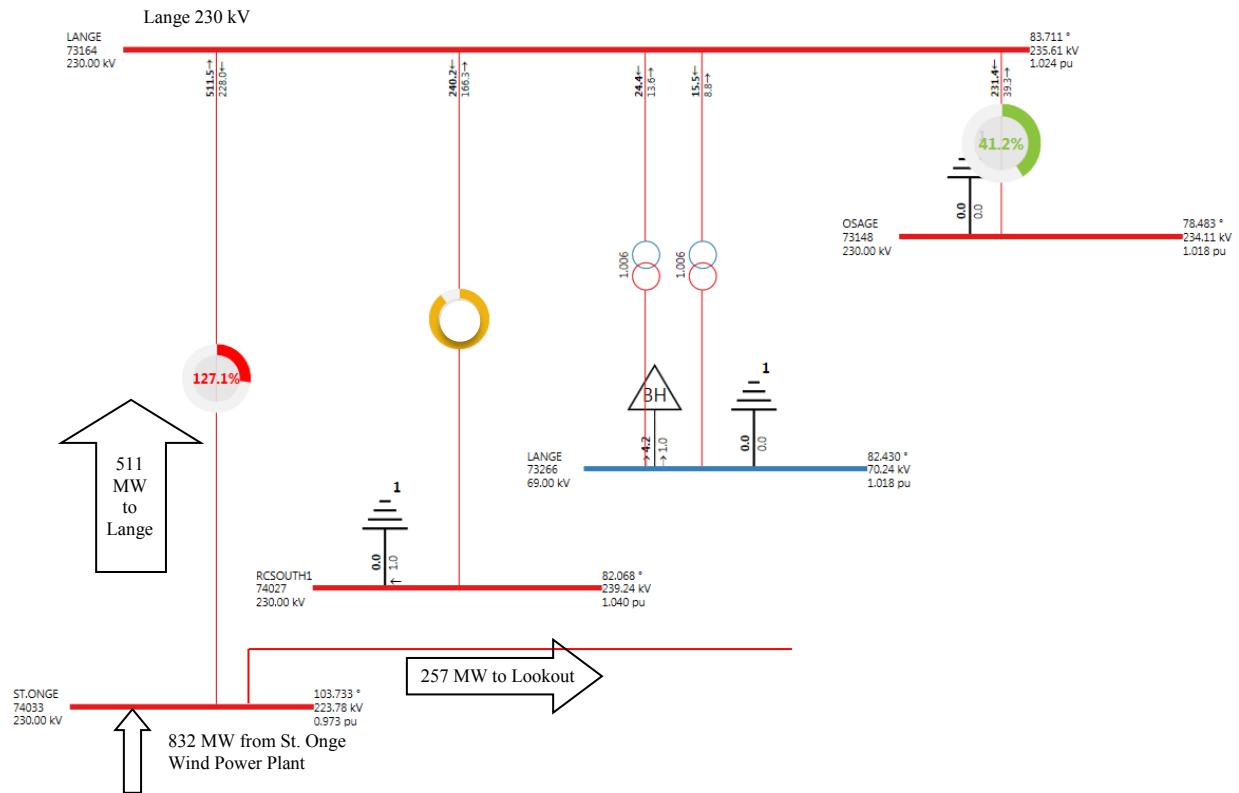 Lange 230 kV
LANGE
73164
230.00 kV
83.711 °
235.61 kV
1.024 pu
511.5→
228.0←
240.2←
166.3→
24.4←
13.6→
15.5←
8.8→
231.4←
39.3→
41.2%
0.0
0.0
OSAGE
73148
230.00 kV
78.483 °
234.11 kV
1.018 pu
1.006
1.006
127.1%
BH
1
→4.2
→1.0
0.0
0.0
LANGE
73266
69.00 kV
82.430 °
70.24 kV
1.018 pu
511
MW
to
Lange
1
0.0
1.0
←
RCSOUTH1
74027
230.00 kV
82.068 °
239.24 kV
1.040 pu
257 MW to Lookout
ST.ONGE
74033
230.00 kV
103.733 °
223.78 kV
0.973 pu
832 MW from St. Onge
Wind Power Plant